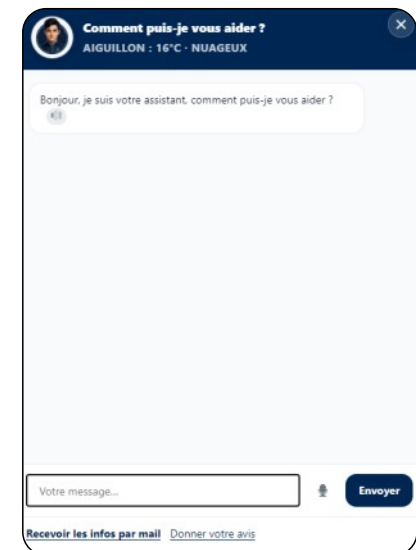 Comment puis-je vous aider ?
AIGUILLON : 16°C · NUAGEUX
Bonjour, je suis votre assistant, comment puis-je vous aider ?
Votre message...
Envoyer
Recevoir les infos par mail Donner votre avis